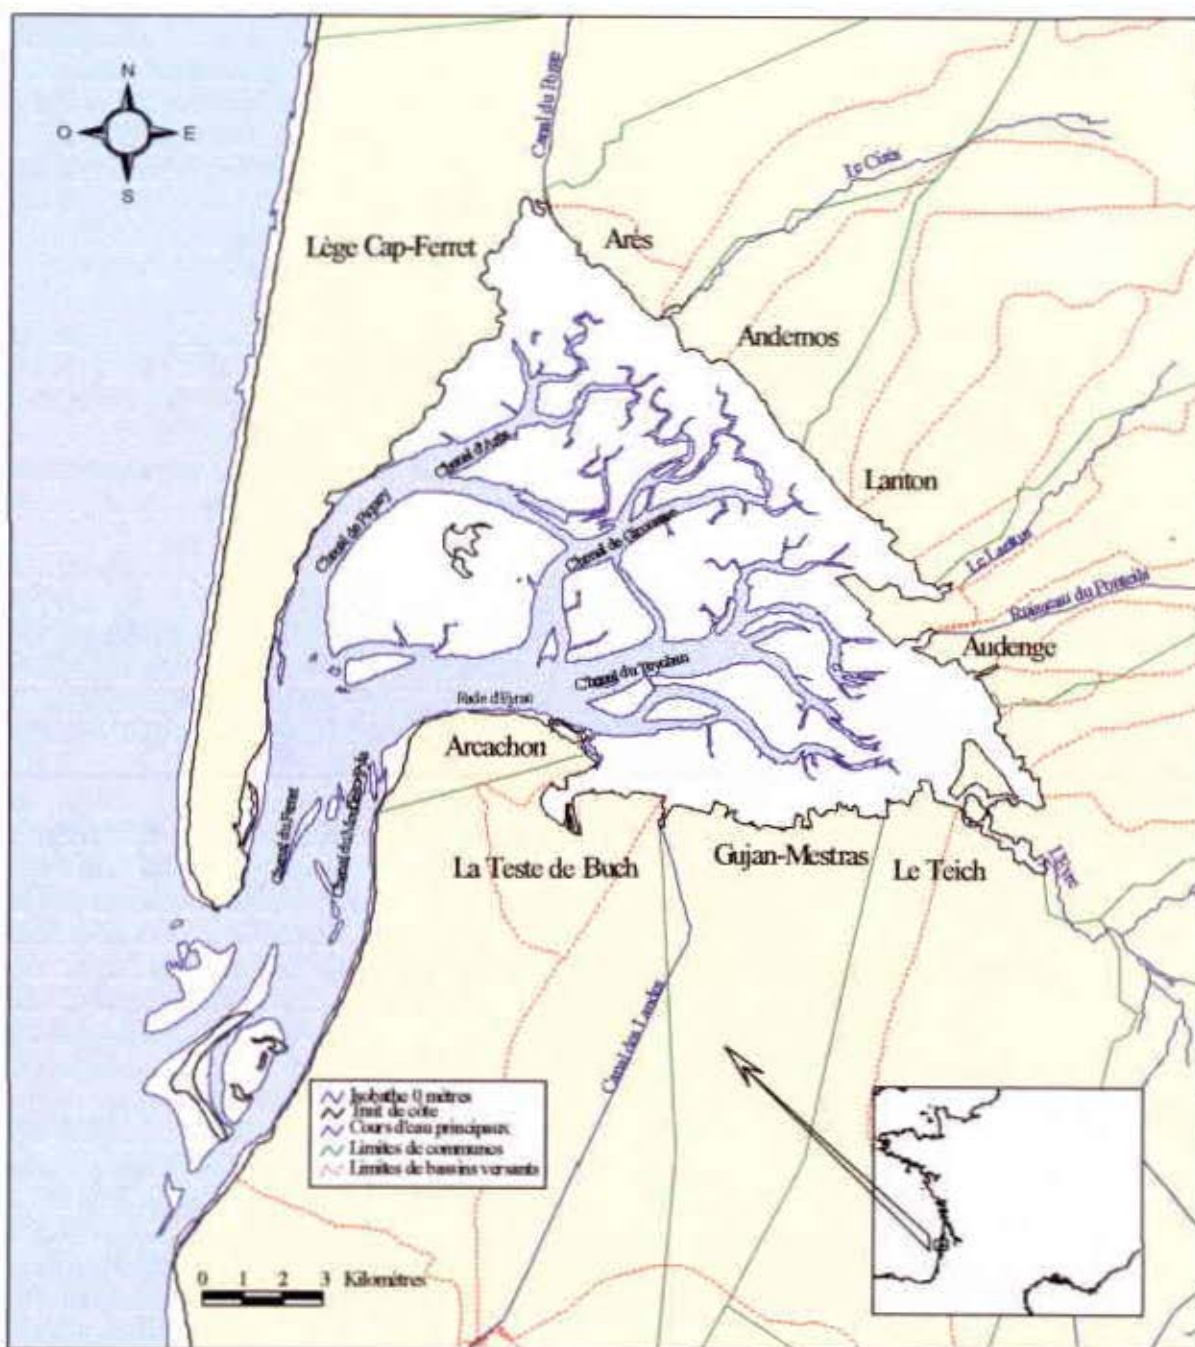 N
O E
S
Canal du Porge
Le Cirès
Lège Cap-Ferret
Arès
Andernos
Chenal d'Arès
Lanton
Chenal de Piquey
Chenal de Girouasse
Le Lanton
Ruisseau du Ponteils
Audenge
Chenal du Teychan
Rade d'Eyrac
Arcachon
Chenal du Ferret
La Teste de Buch
Gujan-Mestras
Le Teich
L'Eyre
Canal des Landes
Isobathe 0 mètres
Trait de côte
Cours d'eau principaux
Limites de communes
Limites de bassins versants
0 1 2 3 Kilomètres